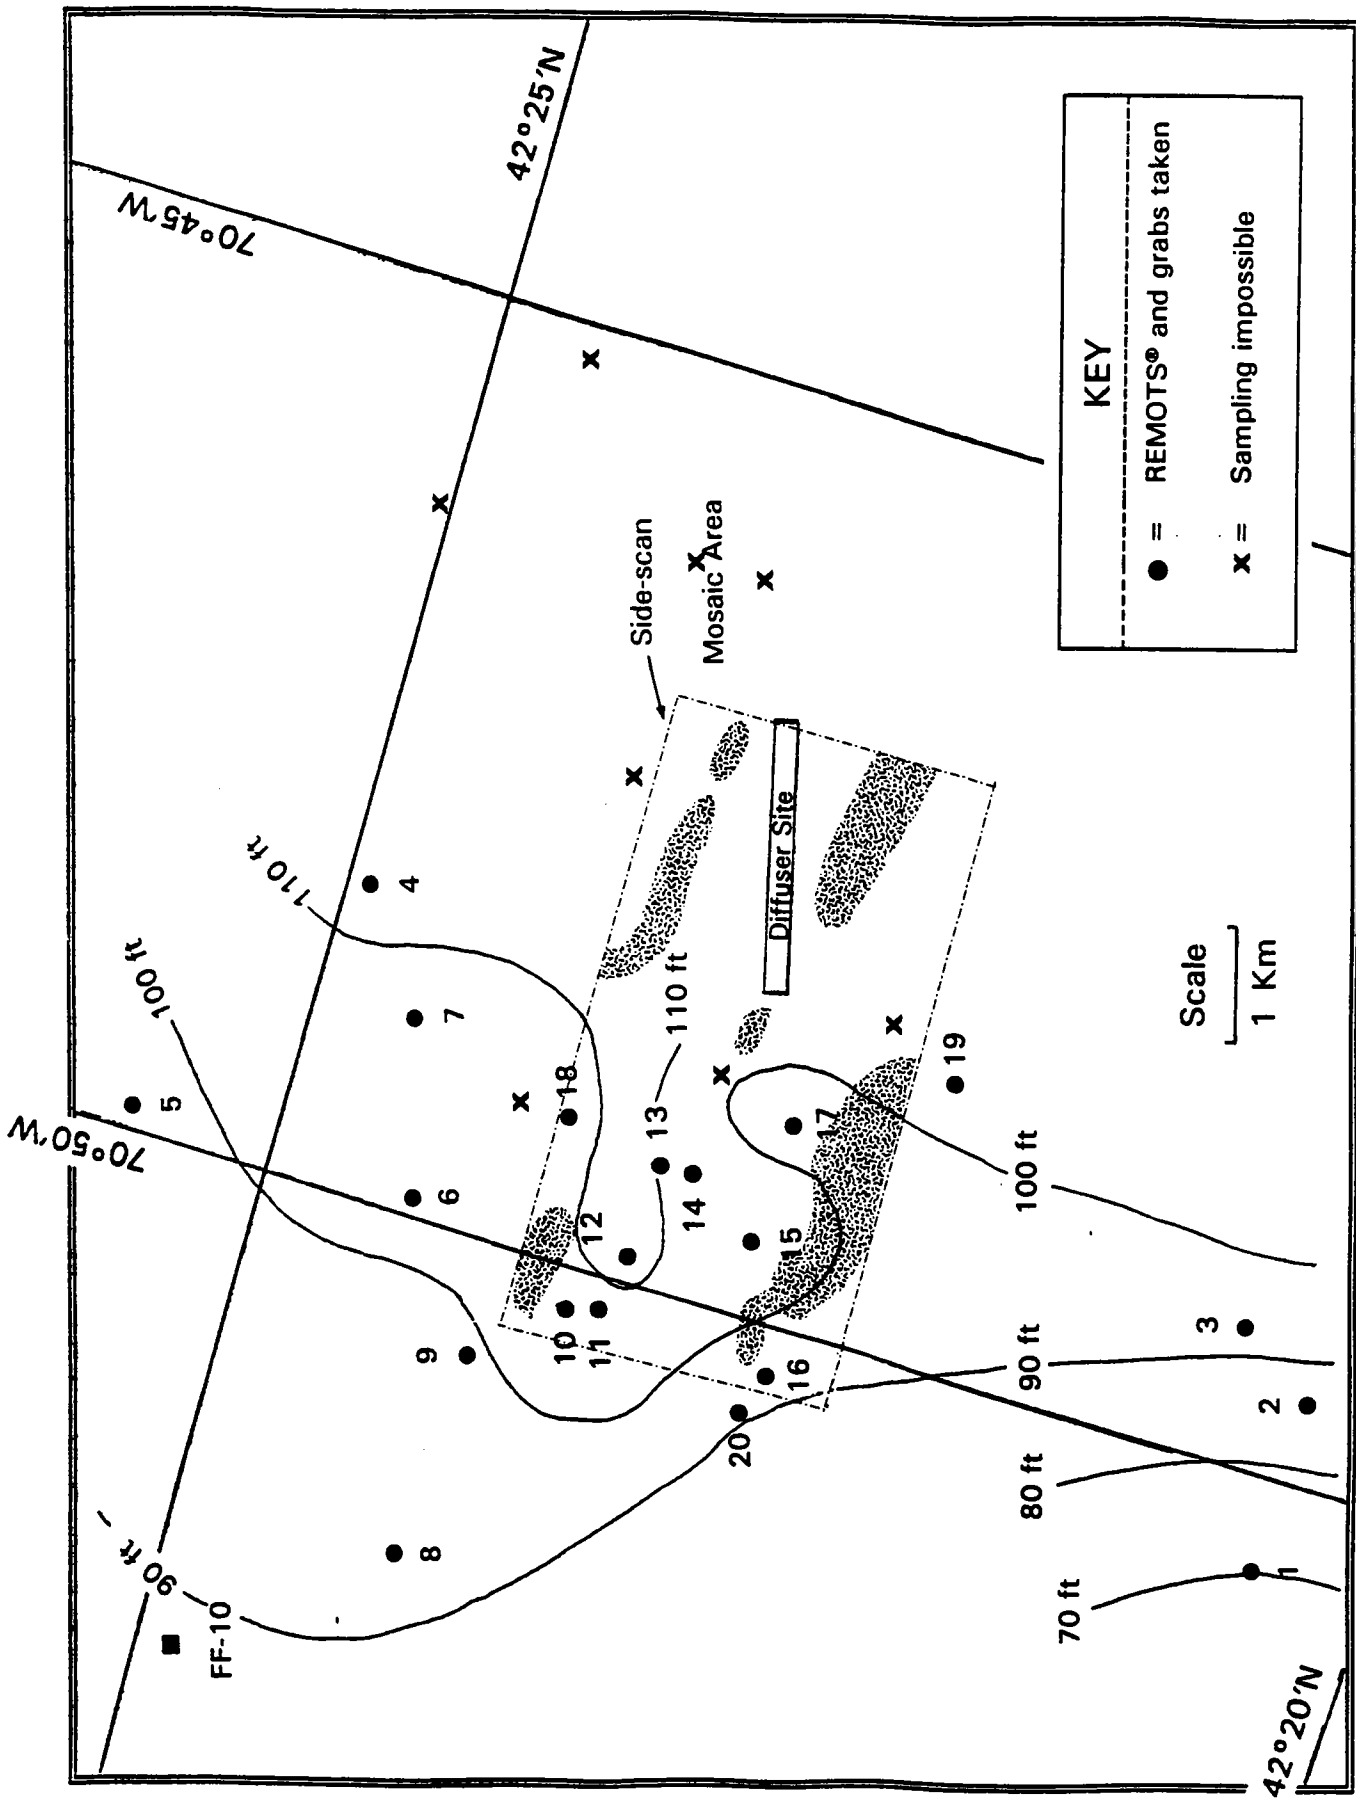 70°50'W
70°45'W
42°25'N
100 ft
110 ft
90 ft
FF-10
5
4
7
6
8
9
18
10
11
12
13
110 ft
14
15
16
17
20
19
Side-scan
Mosaic Area
Diffuser Site
100 ft
90 ft
80 ft
70 ft
3
2
1
42°20'N
Scale
1 Km
KEY
= REMOTS® and grabs taken
x = Sampling impossible